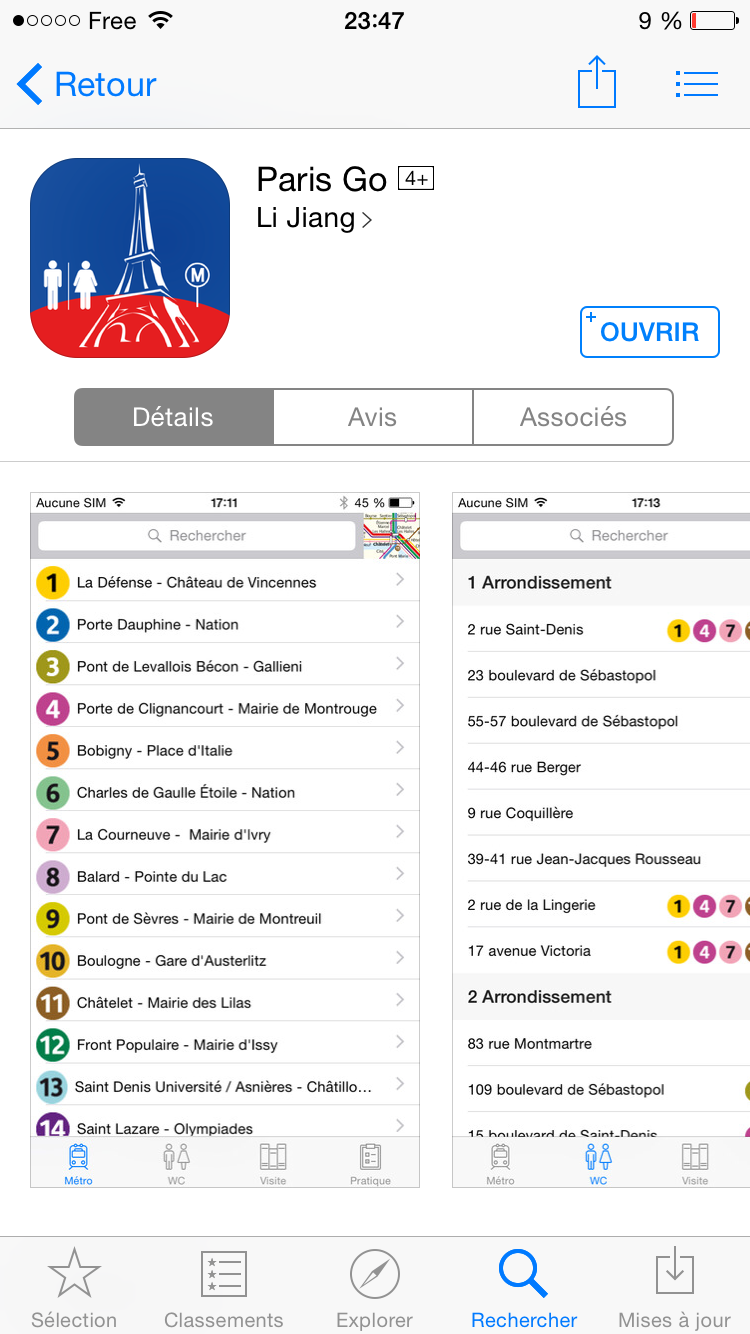 Free 23:47 9 %
Retour
Paris Go 4+
Li Jiang
M
+ OUVRIR
Détails Avis Associés
Aucune SIM 17:11 45 %
Rechercher
1 La Défense - Château de Vincennes
2 Porte Dauphine - Nation
3 Pont de Levallois Bécon - Gallieni
4 Porte de Clignancourt - Mairie de Montrouge
5 Bobigny - Place d'Italie
6 Charles de Gaulle Étoile - Nation
7 La Courneuve - Mairie d'Ivry
8 Balard - Pointe du Lac
9 Pont de Sèvres - Mairie de Montreuil
10 Boulogne - Gare d'Austerlitz
11 Châtelet - Mairie des Lilas
12 Front Populaire - Mairie d'Issy
13 Saint Denis Université / Asnières - Châtillo...
14 Saint Lazare - Olympiades
Métro WC Visite Pratique
Aucune SIM 17:13
Rechercher
1 Arrondissement
2 rue Saint-Denis 1 4 7
23 boulevard de Sébastopol
55-57 boulevard de Sébastopol
44-46 rue Berger
9 rue Coquillère
39-41 rue Jean-Jacques Rousseau
2 rue de la Lingerie 1 4 7
17 avenue Victoria 1 4 7
2 Arrondissement
83 rue Montmartre
109 boulevard de Sébastopol
15 boulevard de Saint-Denis
Métro WC Visite
Sélection Classements Explorer Rechercher Mises à jour